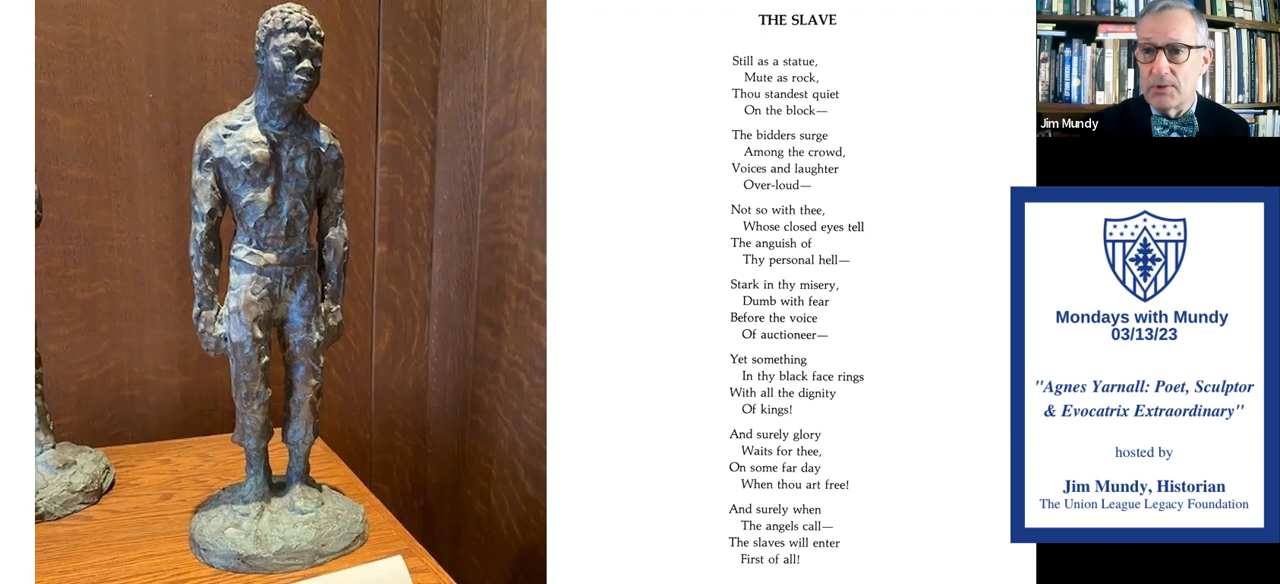 THE SLAVE
Still as a statue,
Mute as rock,
Thou standest quiet
On the block—
The bidders surge
Among the crowd,
Voices and laughter
Over-loud—
Not so with thee,
Whose closed eyes tell
The anguish of
Thy personal hell—
Stark in thy misery,
Dumb with fear
Before the voice
Of auctioneer—
Yet something
In thy black face rings
With all the dignity
Of kings!
And surely glory
Waits for thee,
On some far day
When thou art free!
And surely when
The angels call—
The slaves will enter
First of all!
Jim Mundy
Mondays with Mundy
03/13/23
"Agnes Yarnall: Poet, Sculptor
& Evocatrix Extraordinary"
hosted by
Jim Mundy, Historian
The Union League Legacy Foundation